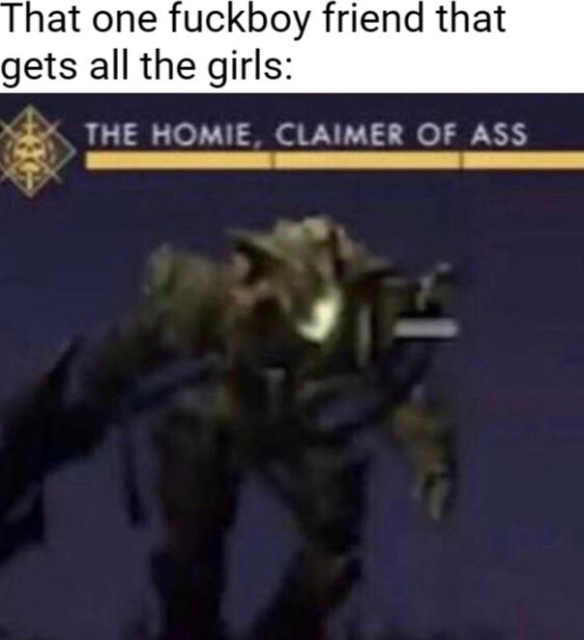 That one fuckboy friend that
gets all the girls:
THE HOMIE, CLAIMER OF ASS